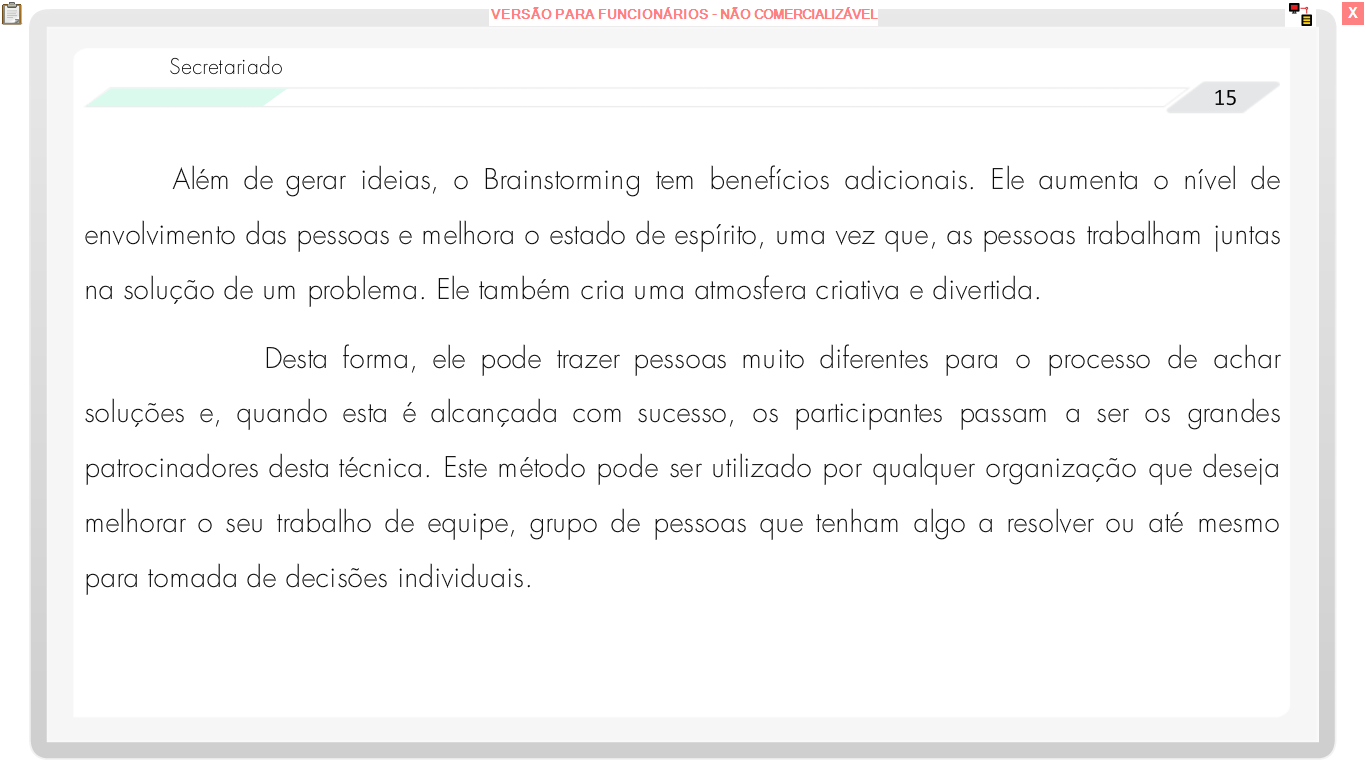 VERSÃO PARA FUNCIONÁRIOS - NÃO COMERCIALIZÁVEL
X
Secretariado
15
Além de gerar ideias, o Brainstorming tem benefícios adicionais. Ele aumenta o nível de
envolvimento das pessoas e melhora o estado de espírito, uma vez que, as pessoas trabalham juntas
na solução de um problema. Ele também cria uma atmosfera criativa e divertida.
Desta forma, ele pode trazer pessoas muito diferentes para o processo de achar
soluções e, quando esta é alcançada com sucesso, os participantes passam a ser os grandes
patrocinadores desta técnica. Este método pode ser utilizado por qualquer organização que deseja
melhorar o seu trabalho de equipe, grupo de pessoas que tenham algo a resolver ou até mesmo
para tomada de decisões individuais.